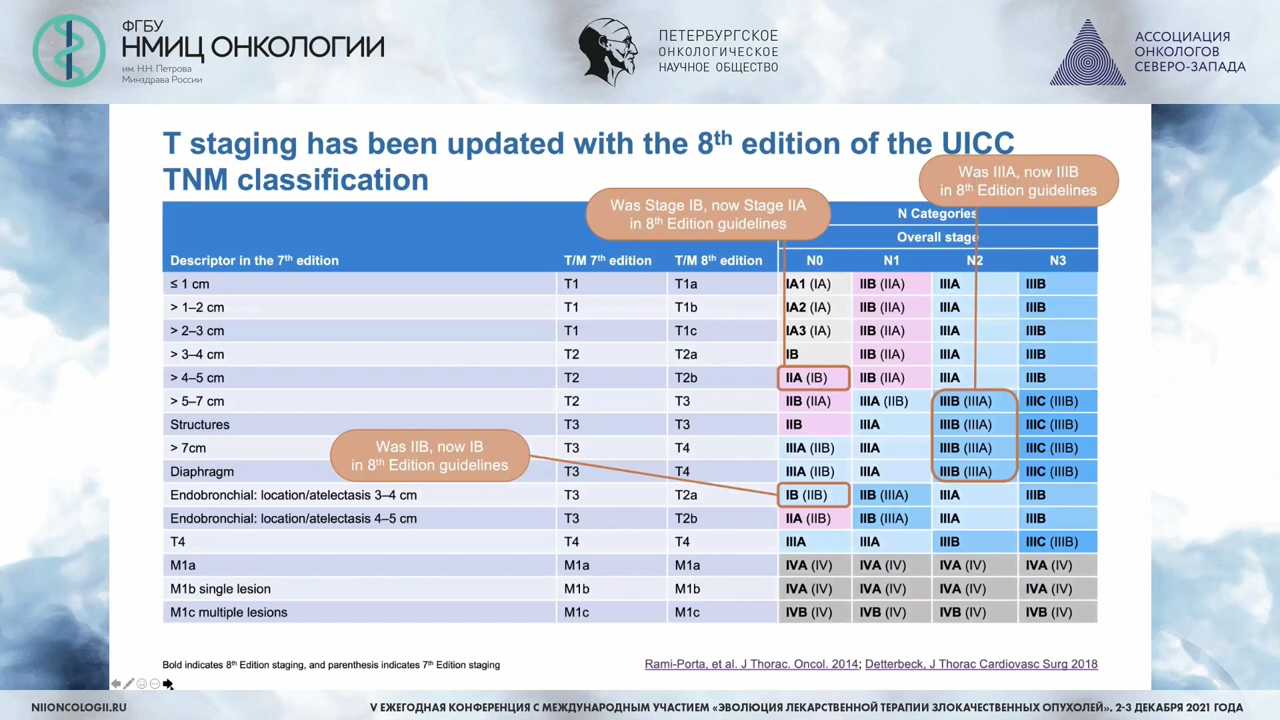 ФГБУ
НМИЦ ОНКОЛОГИИ
им. Н.Н. Петрова
Минздрава России
ПЕТЕРБУРГСКОЕ
ОНКОЛОГИЧЕСКОЕ
НАУЧНОЕ ОБЩЕСТВО
АССОЦИАЦИЯ
ОНКОЛОГОВ
СЕВЕРО-ЗАПАДА
T staging has been updated with the 8th edition of the UICC
TNM classification
Was IIIA, now IIIB
in 8th Edition guidelines
Was Stage IB, now Stage IIA
in 8th Edition guidelines
N Categories
Overall stage
Descriptor in the 7th edition T/M 7th edition T/M 8th edition N0 N1 N2 N3
≤ 1 cm T1 T1a IA1 (IA) IIB (IIA) IIIA IIIB
> 1–2 cm T1 T1b IA2 (IA) IIB (IIA) IIIA IIIB
> 2–3 cm T1 T1c IA3 (IA) IIB (IIA) IIIA IIIB
> 3–4 cm T2 T2a IB IIB (IIA) IIIA IIIB
> 4–5 cm T2 T2b IIA (IB) IIB (IIA) IIIA IIIB
> 5–7 cm T2 T3 IIB (IIA) IIIA (IIB) IIIB (IIIA) IIIC (IIIB)
Structures T3 T3 IIB IIIA IIIB (IIIA) IIIC (IIIB)
> 7cm T3 T4 IIIA (IIB) IIIA IIIB (IIIA) IIIC (IIIB)
Diaphragm T3 T4 IIIA (IIB) IIIA IIIB (IIIA) IIIC (IIIB)
Was IIB, now IB
in 8th Edition guidelines
Endobronchial: location/atelectasis 3–4 cm T3 T2a IB (IIB) IIB (IIIA) IIIA IIIB
Endobronchial: location/atelectasis 4–5 cm T3 T2b IIA (IIB) IIB (IIIA) IIIA IIIB
T4 T4 T4 IIIA IIIA IIIB IIIC (IIIB)
M1a M1a M1a IVA (IV) IVA (IV) IVA (IV) IVA (IV)
M1b single lesion M1b M1b IVA (IV) IVA (IV) IVA (IV) IVA (IV)
M1c multiple lesions M1c M1c IVB (IV) IVB (IV) IVB (IV) IVB (IV)
Bold indicates 8th Edition staging, and parenthesis indicates 7th Edition staging
Rami-Porta, et al. J Thorac. Oncol. 2014; Detterbeck, J Thorac Cardiovasc Surg 2018
NIIONCOLOGII.RU
V ЕЖЕГОДНАЯ КОНФЕРЕНЦИЯ С МЕЖДУНАРОДНЫМ УЧАСТИЕМ «ЭВОЛЮЦИЯ ЛЕКАРСТВЕННОЙ ТЕРАПИИ ЗЛОКАЧЕСТВЕННЫХ ОПУХОЛЕЙ». 2-3 ДЕКАБРЯ 2021 ГОДА